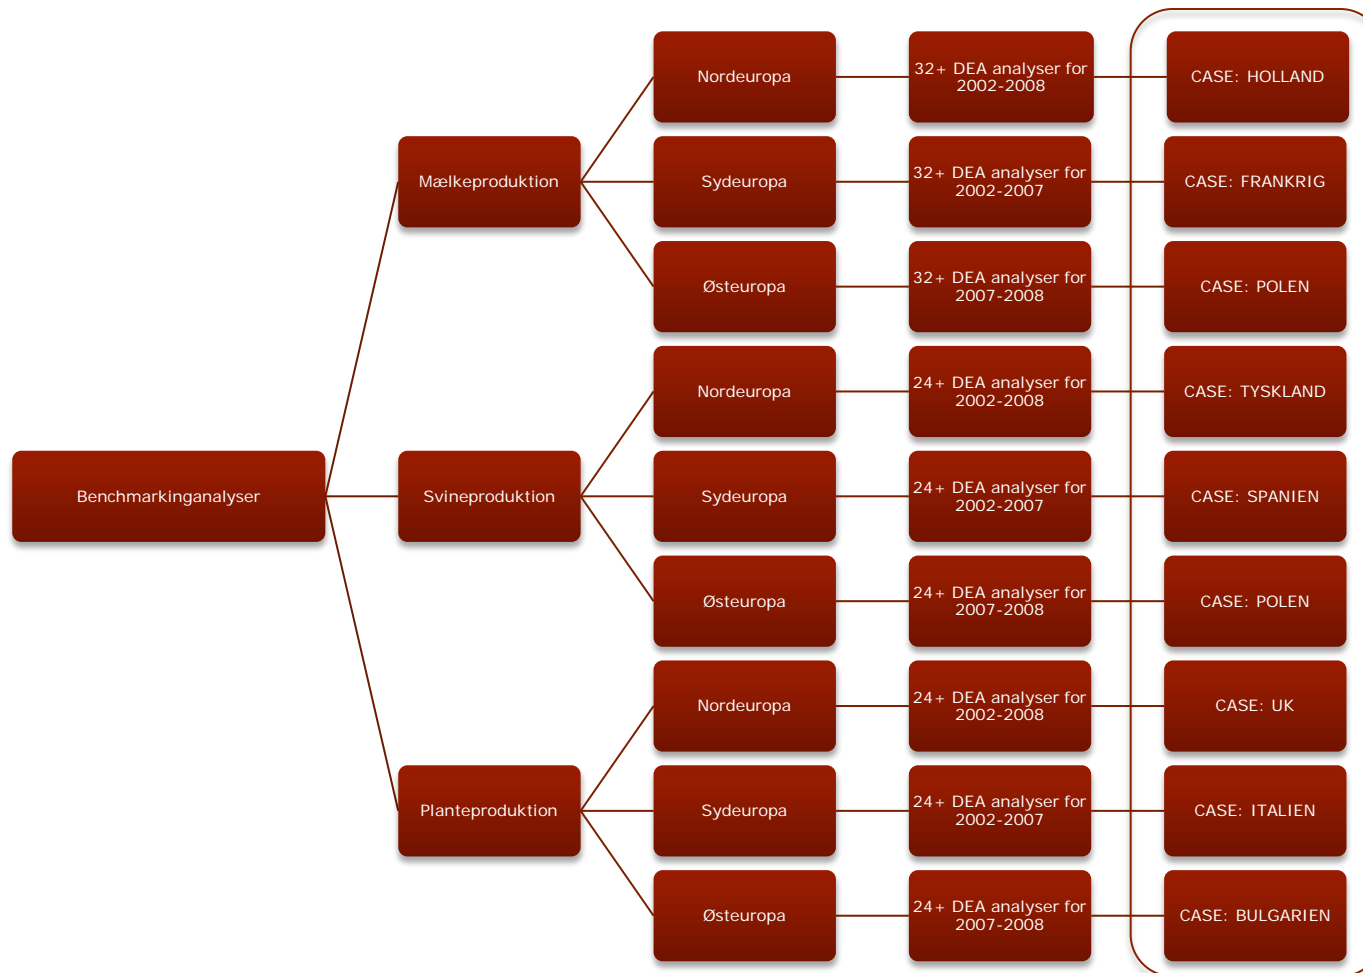 Nordeuropa
32+ DEA analyser for
2002-2008
CASE: HOLLAND
Mælkeproduktion
Sydeuropa
32+ DEA analyser for
2002-2007
CASE: FRANKRIG
Østeuropa
32+ DEA analyser for
2007-2008
CASE: POLEN
Nordeuropa
24+ DEA analyser for
2002-2008
CASE: TYSKLAND
Benchmarkinganalyser
Svineproduktion
Sydeuropa
24+ DEA analyser for
2002-2007
CASE: SPANIEN
Østeuropa
24+ DEA analyser for
2007-2008
CASE: POLEN
Nordeuropa
24+ DEA analyser for
2002-2008
CASE: UK
Planteproduktion
Sydeuropa
24+ DEA analyser for
2002-2007
CASE: ITALIEN
Østeuropa
24+ DEA analyser for
2007-2008
CASE: BULGARIEN